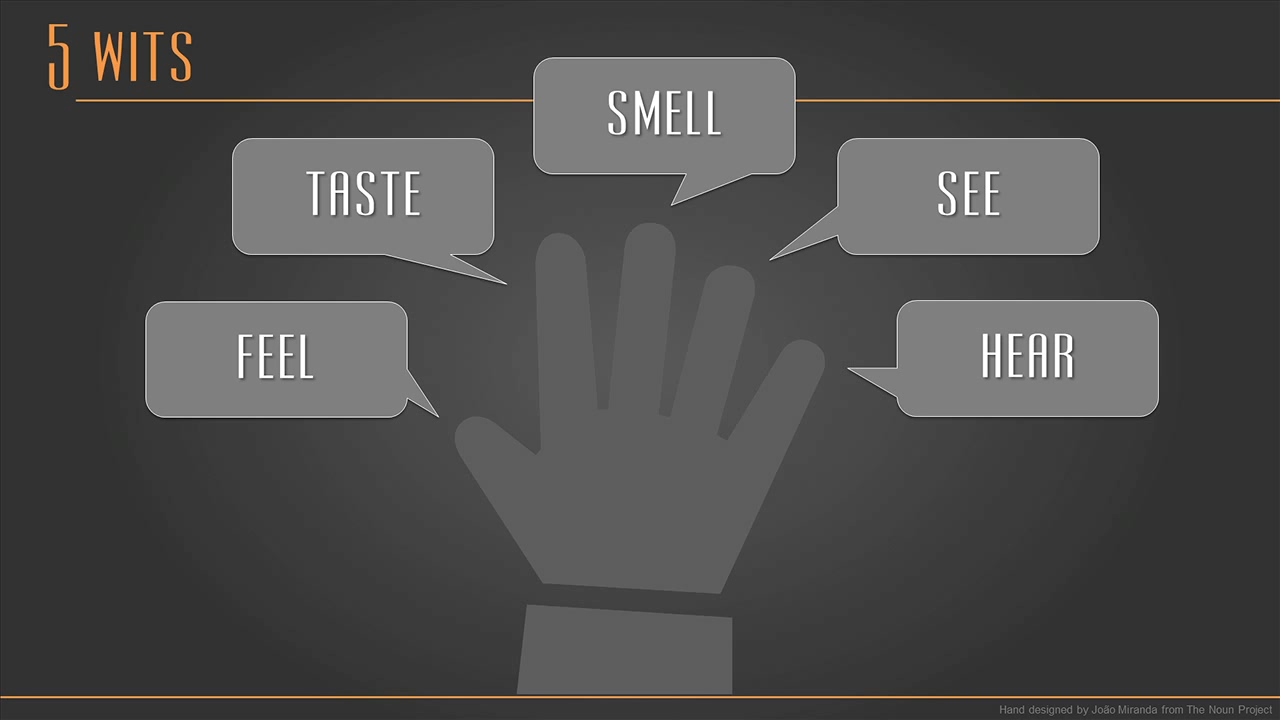 5 WITS
SMELL
TASTE
SEE
FEEL
HEAR
Hand designed by João Miranda from The Noun Project